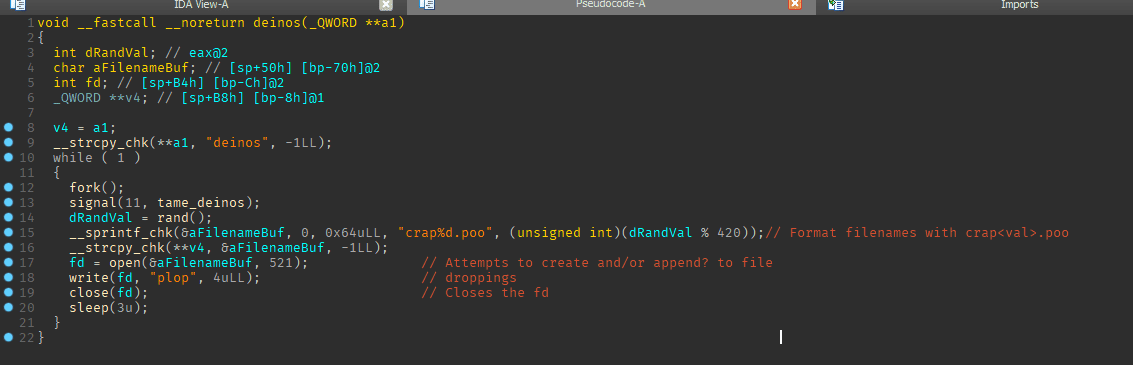 IDA View-A Pseudocode-A Imports
1 void __fastcall __noreturn deinos(_QWORD **a1)
2 {
3 int dRandVal; // eax@2
4 char aFilenameBuf; // [sp+50h] [bp-70h]@2
5 int fd; // [sp+B4h] [bp-Ch]@2
6 _QWORD **v4; // [sp+B8h] [bp-8h]@1
7
8 v4 = a1;
9 __strcpy_chk(**a1, "deinos", -1LL);
10 while ( 1 )
11 {
12 fork();
13 signal(11, tame_deinos);
14 dRandVal = rand();
15 __sprintf_chk(&aFilenameBuf, 0, 0x64uLL, "crap%d.poo", (unsigned int)(dRandVal % 420));// Format filenames with crap<val>.poo
16 __strcpy_chk(**v4, &aFilenameBuf, -1LL);
17 fd = open(&aFilenameBuf, 521); // Attempts to create and/or append? to file
18 write(fd, "plop", 4uLL); // droppings
19 close(fd); // Closes the fd
20 sleep(3u);
21 }
22 }